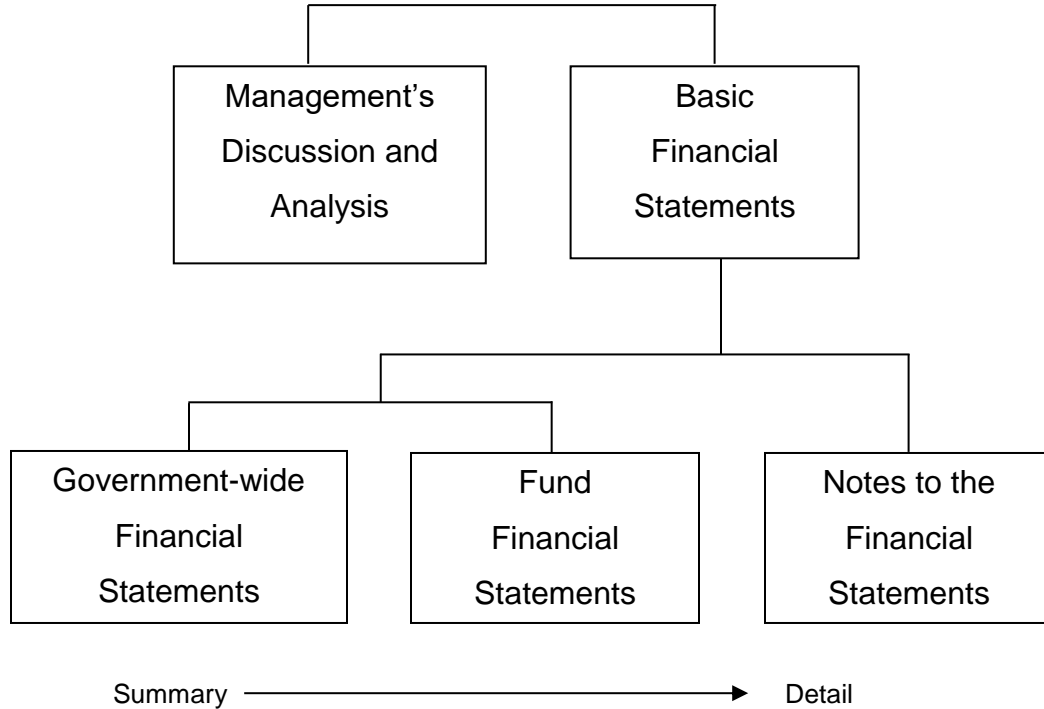 Management’s
Discussion and
Analysis
Basic
Financial
Statements
Government-wide
Financial
Statements
Fund
Financial
Statements
Notes to the
Financial
Statements
Summary
Detail